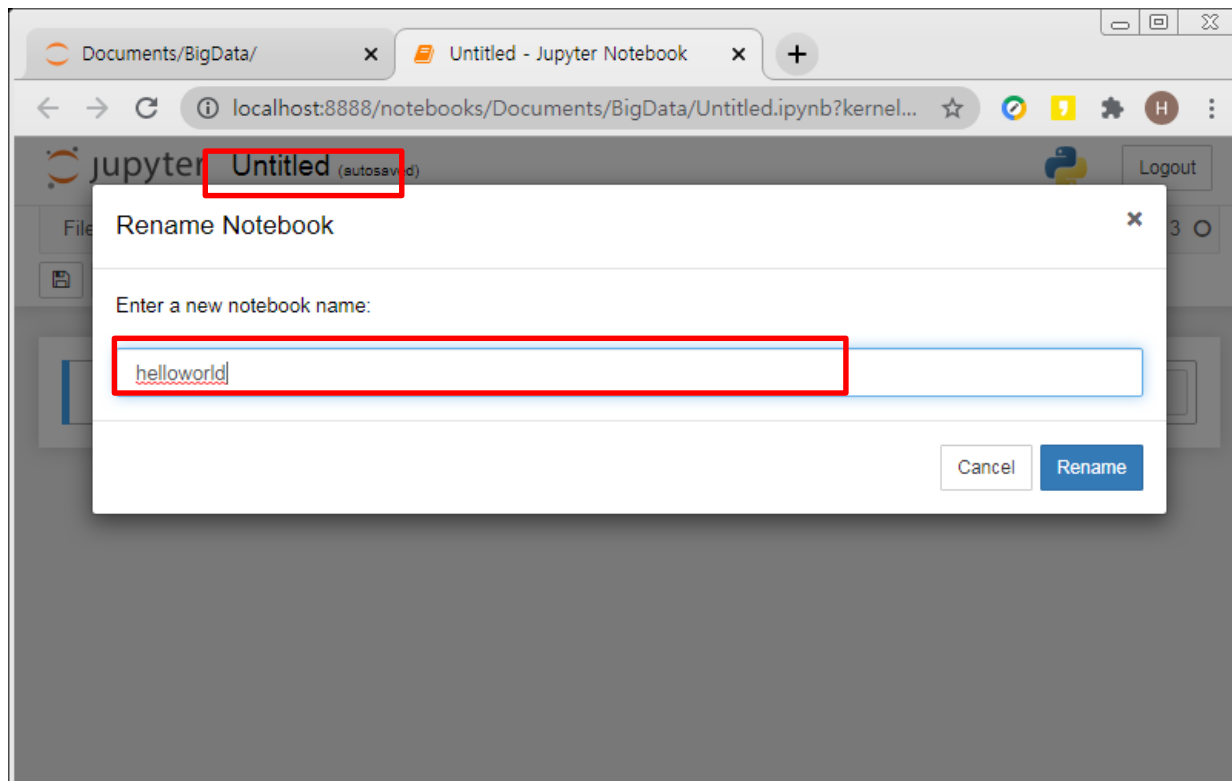 Documents/BigData/
Untitled - Jupyter Notebook
localhost:8888/notebooks/Documents/BigData/Untitled.ipynb?kernel...
H
jupyter Untitled (autosaved)
Logout
Rename Notebook
File
3
Enter a new notebook name:
helloworld
Cancel
Rename